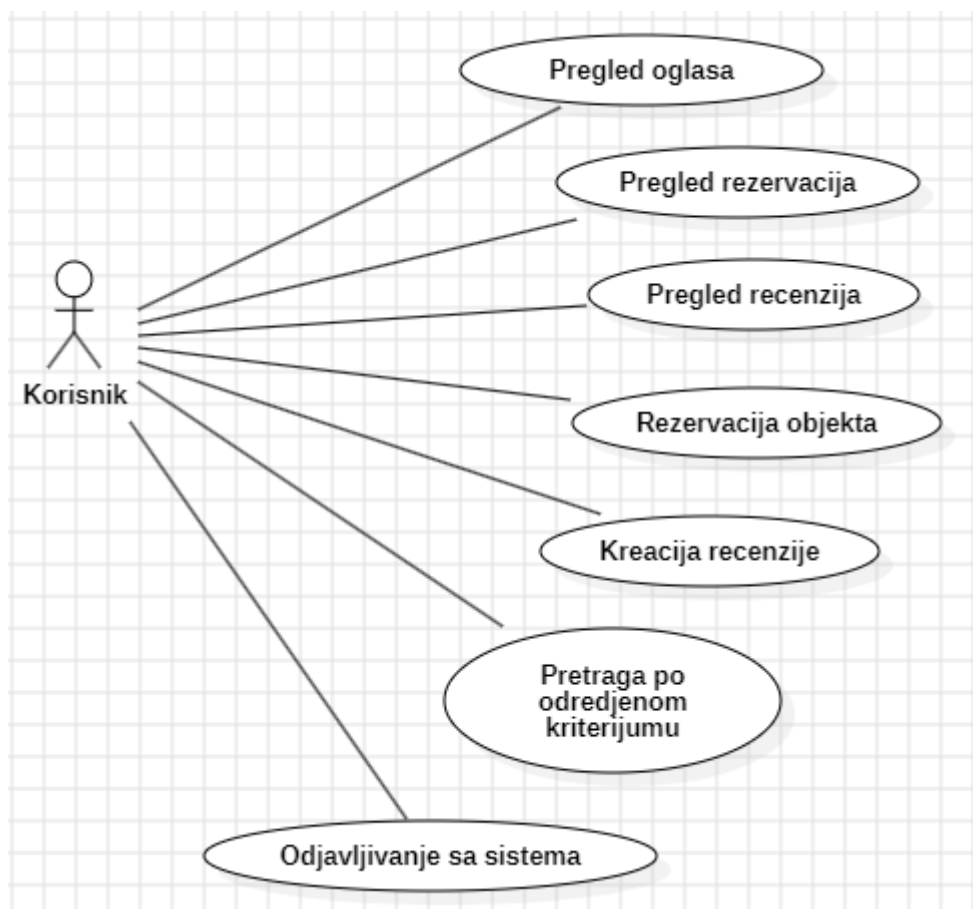 Pregled oglasa
Pregled rezervacija
Pregled recenzija
Korisnik
Rezervacija objekta
Kreacija recenzije
Pretraga po
odredjenom
kriterijumu
Odjavljivanje sa sistema